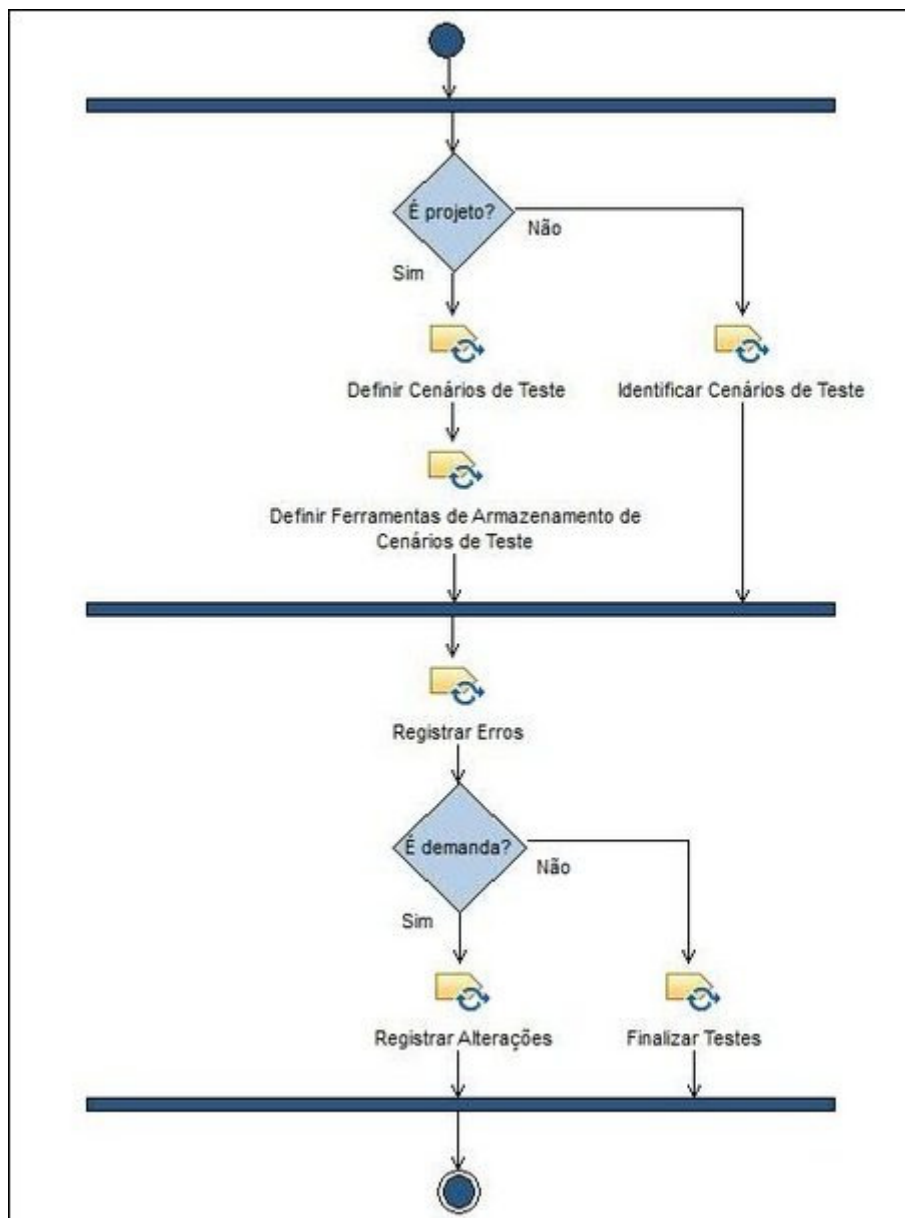 É projeto?
Não
Sim
Definir Cenários de Teste
Identificar Cenários de Teste
Definir Ferramentas de Armazenamento de
Cenários de Teste
Registrar Erros
É demanda?
Não
Sim
Registrar Alterações
Finalizar Testes